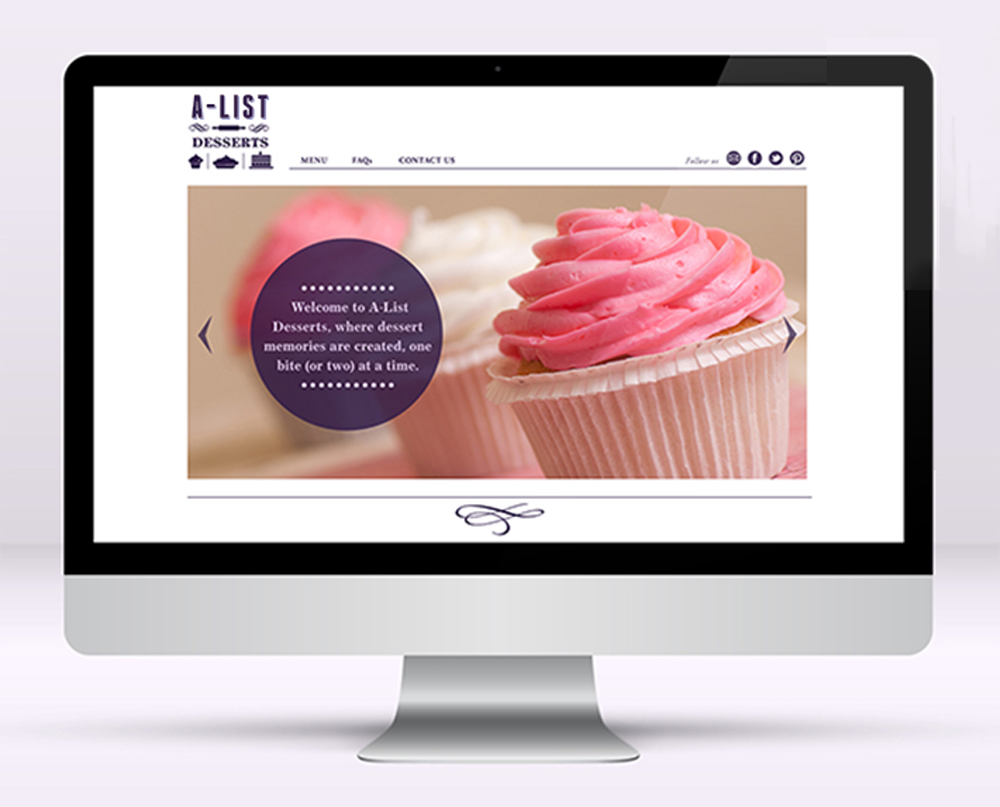 A-LIST
DESSERTS
MENU FAQs CONTACT US Follow us
Welcome to A-List
Desserts, where dessert
memories are created, one
bite (or two) at a time.